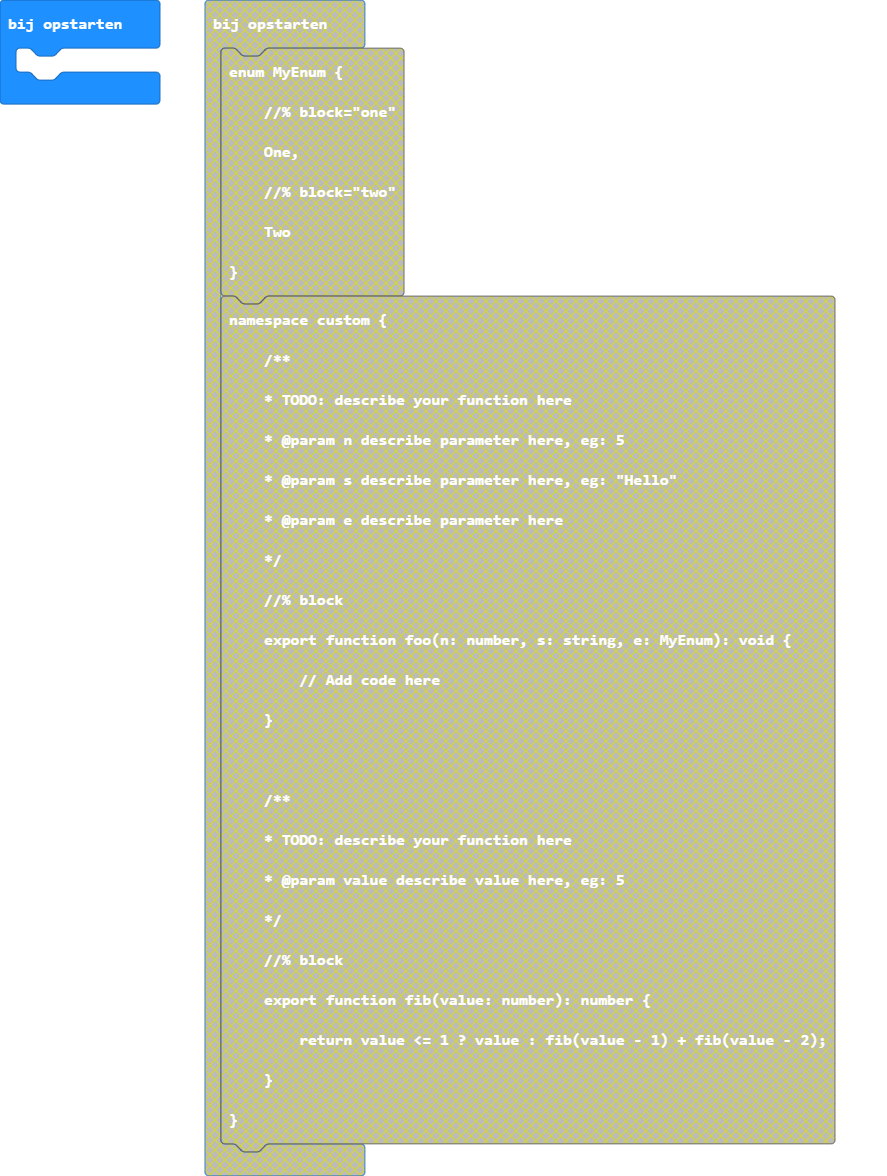 bij opstarten
bij opstarten
enum MyEnum {
    //% block="one"
    One,
    //% block="two"
    Two
}
namespace custom {
    /**
    * TODO: describe your function here
    * @param n describe parameter here, eg: 5
    * @param s describe parameter here, eg: "Hello"
    * @param e describe parameter here
    */
    //% block
    export function foo(n: number, s: string, e: MyEnum): void {
        // Add code here
    }
    /**
    * TODO: describe your function here
    * @param value describe value here, eg: 5
    */
    //% block
    export function fib(value: number): number {
        return value <= 1 ? value : fib(value - 1) + fib(value - 2);
    }
}